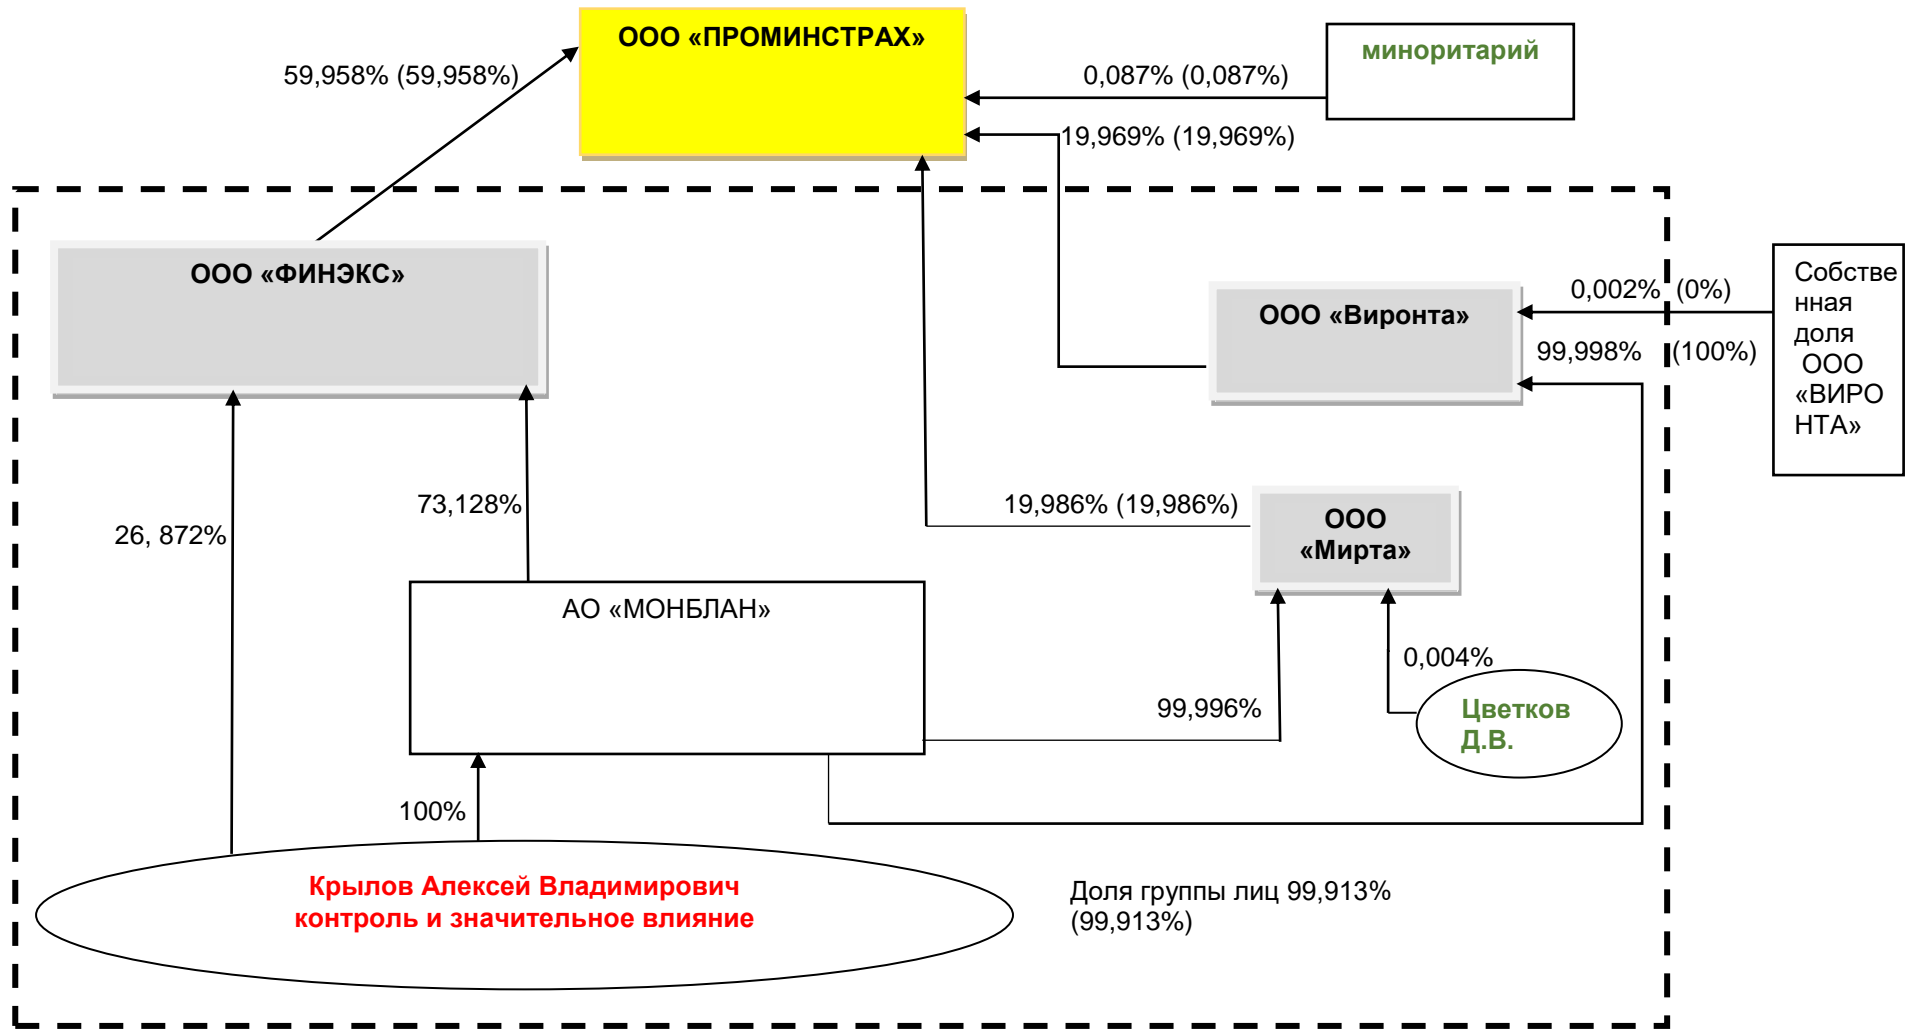 ООО «ПРОМИНСТРАХ»
миноритарий
59,958% (59,958%)
0,087% (0,087%)
19,969% (19,969%)
ООО «ФИНЭКС»
ООО «Виронта»
0,002% (0%)
99,998% (100%)
Собстве
нная
доля
ООО
«ВИРО
НТА»
26, 872%
73,128%
19,986% (19,986%)
ООО
«Мирта»
АО «МОНБЛАН»
0,004%
99,996%
Цветков
Д.В.
100%
Крылов Алексей Владимирович
контроль и значительное влияние
Доля группы лиц 99,913%
(99,913%)